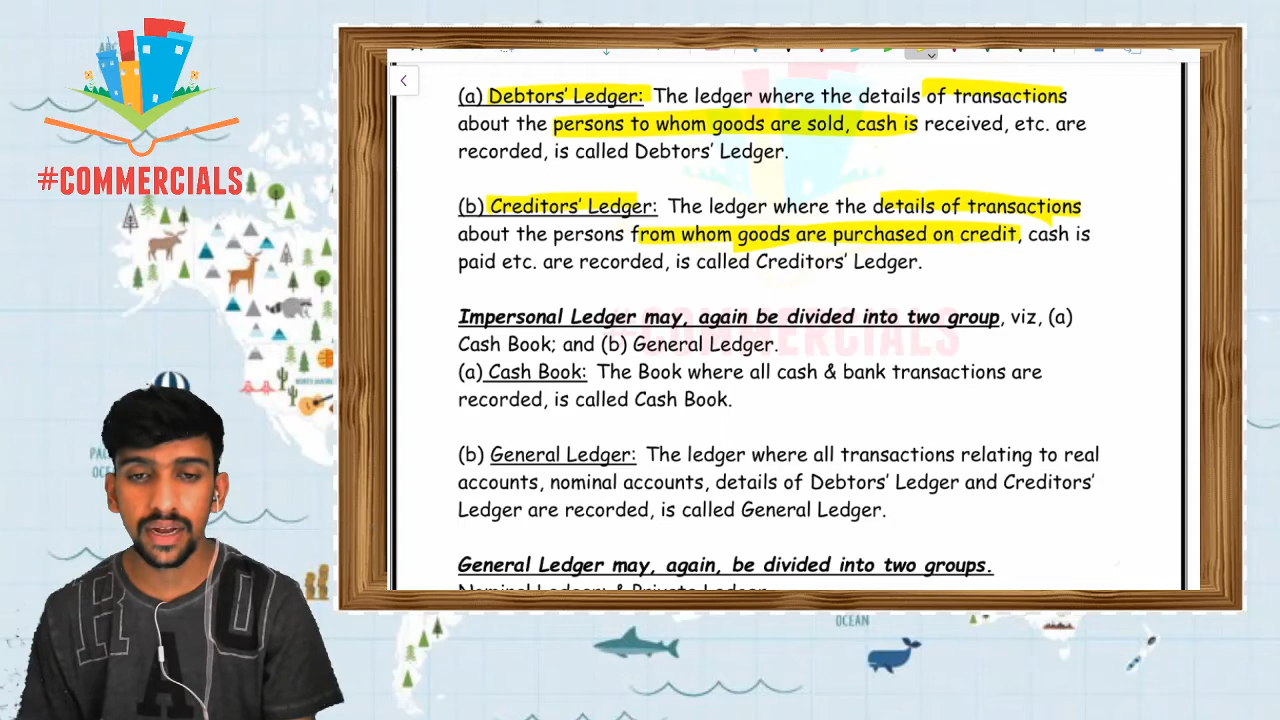 #COMMERCIALS
(a) Debtors' Ledger: The ledger where the details of transactions
about the persons to whom goods are sold, cash is received, etc. are
recorded, is called Debtors' Ledger.
(b) Creditors' Ledger: The ledger where the details of transactions
about the persons from whom goods are purchased on credit, cash is
paid etc. are recorded, is called Creditors' Ledger.
Impersonal Ledger may, again be divided into two group, viz, (a)
Cash Book; and (b) General Ledger.
#COMMERCIALS
(a) Cash Book: The Book where all cash & bank transactions are
recorded, is called Cash Book.
(b) General Ledger: The ledger where all transactions relating to real
accounts, nominal accounts, details of Debtors' Ledger and Creditors'
Ledger are recorded, is called General Ledger.
General Ledger may, again, be divided into two groups.
Nominal Ledger; & Private Ledger
OCEAN